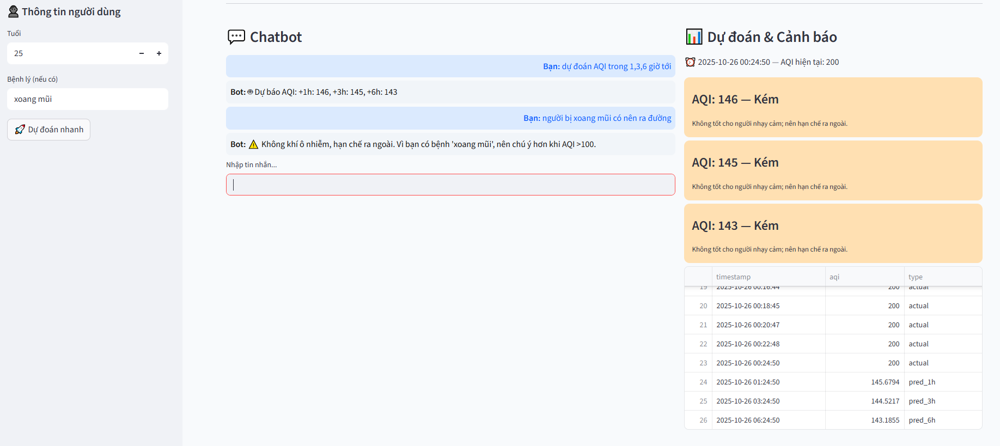 Thông tin người dùng
Tuổi
25
Bệnh lý (nếu có)
xoang mũi
Dự đoán nhanh
Chatbot
Bạn: dự đoán AQI trong 1,3,6 giờ tới
Bot: Dự báo AQI: +1h: 146, +3h: 145, +6h: 143
Bạn: người bị xoang mũi có nên ra đường
Bot: ⚠️ Không khí ô nhiễm, hạn chế ra ngoài. Vì bạn có bệnh 'xoang mũi', nên chú ý hơn khi AQI >100.
Nhập tin nhắn...
Dự đoán & Cảnh báo
2025-10-26 00:24:50 — AQI hiện tại: 200
AQI: 146 — Kém
Không tốt cho người nhạy cảm; nên hạn chế ra ngoài.
AQI: 145 — Kém
Không tốt cho người nhạy cảm; nên hạn chế ra ngoài.
AQI: 143 — Kém
Không tốt cho người nhạy cảm; nên hạn chế ra ngoài.
timestamp aqi type
19 2025-10-26 00:16:44 200 actual
20 2025-10-26 00:18:45 200 actual
21 2025-10-26 00:20:47 200 actual
22 2025-10-26 00:22:48 200 actual
23 2025-10-26 00:24:50 200 actual
24 2025-10-26 01:24:50 145.6794 pred_1h
25 2025-10-26 03:24:50 144.5217 pred_3h
26 2025-10-26 06:24:50 143.1855 pred_6h